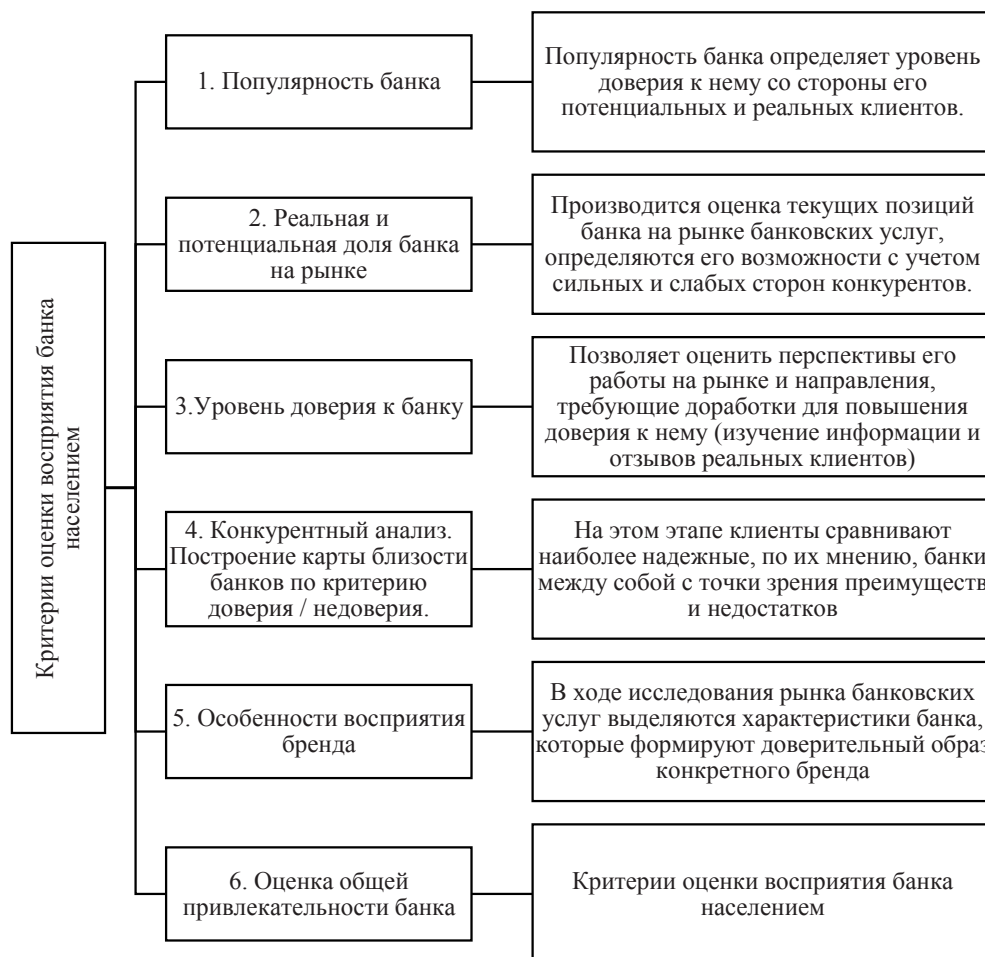 Критерии оценки восприятия банка
населением
1. Популярность банка
Популярность банка определяет уровень
доверия к нему со стороны его
потенциальных и реальных клиентов.
2. Реальная и
потенциальная доля банка
на рынке
Производится оценка текущих позиций
банка на рынке банковских услуг,
определяются его возможности с учетом
сильных и слабых сторон конкурентов.
3.Уровень доверия к банку
Позволяет оценить перспективы его
работы на рынке и направления,
требующие доработки для повышения
доверия к нему (изучение информации и
отзывов реальных клиентов)
4. Конкурентный анализ.
Построение карты близости
банков по критерию
доверия / недоверия.
На этом этапе клиенты сравнивают
наиболее надежные, по их мнению, банки
между собой с точки зрения преимуществ
и недостатков
5. Особенности восприятия
бренда
В ходе исследования рынка банковских
услуг выделяются характеристики банка,
которые формируют доверительный образ
конкретного бренда
6. Оценка общей
привлекательности банка
Критерии оценки восприятия банка
населением